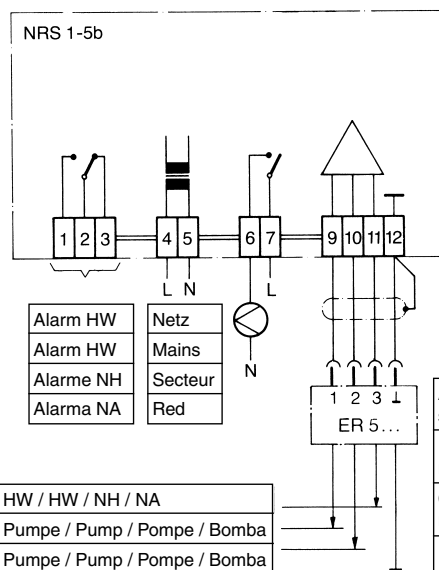 NRS 1-5b
1 2 3 4 5 6 7 9 10 11 12
L N L
N
Alarm HW
Alarm HW
Alarme NH
Alarma NA
Netz
Mains
Secteur
Red
1 2 3
ER 5...
HW / HW / NH / NA
Pumpe / Pump / Pompe / Bomba
Pumpe / Pump / Pompe / Bomba